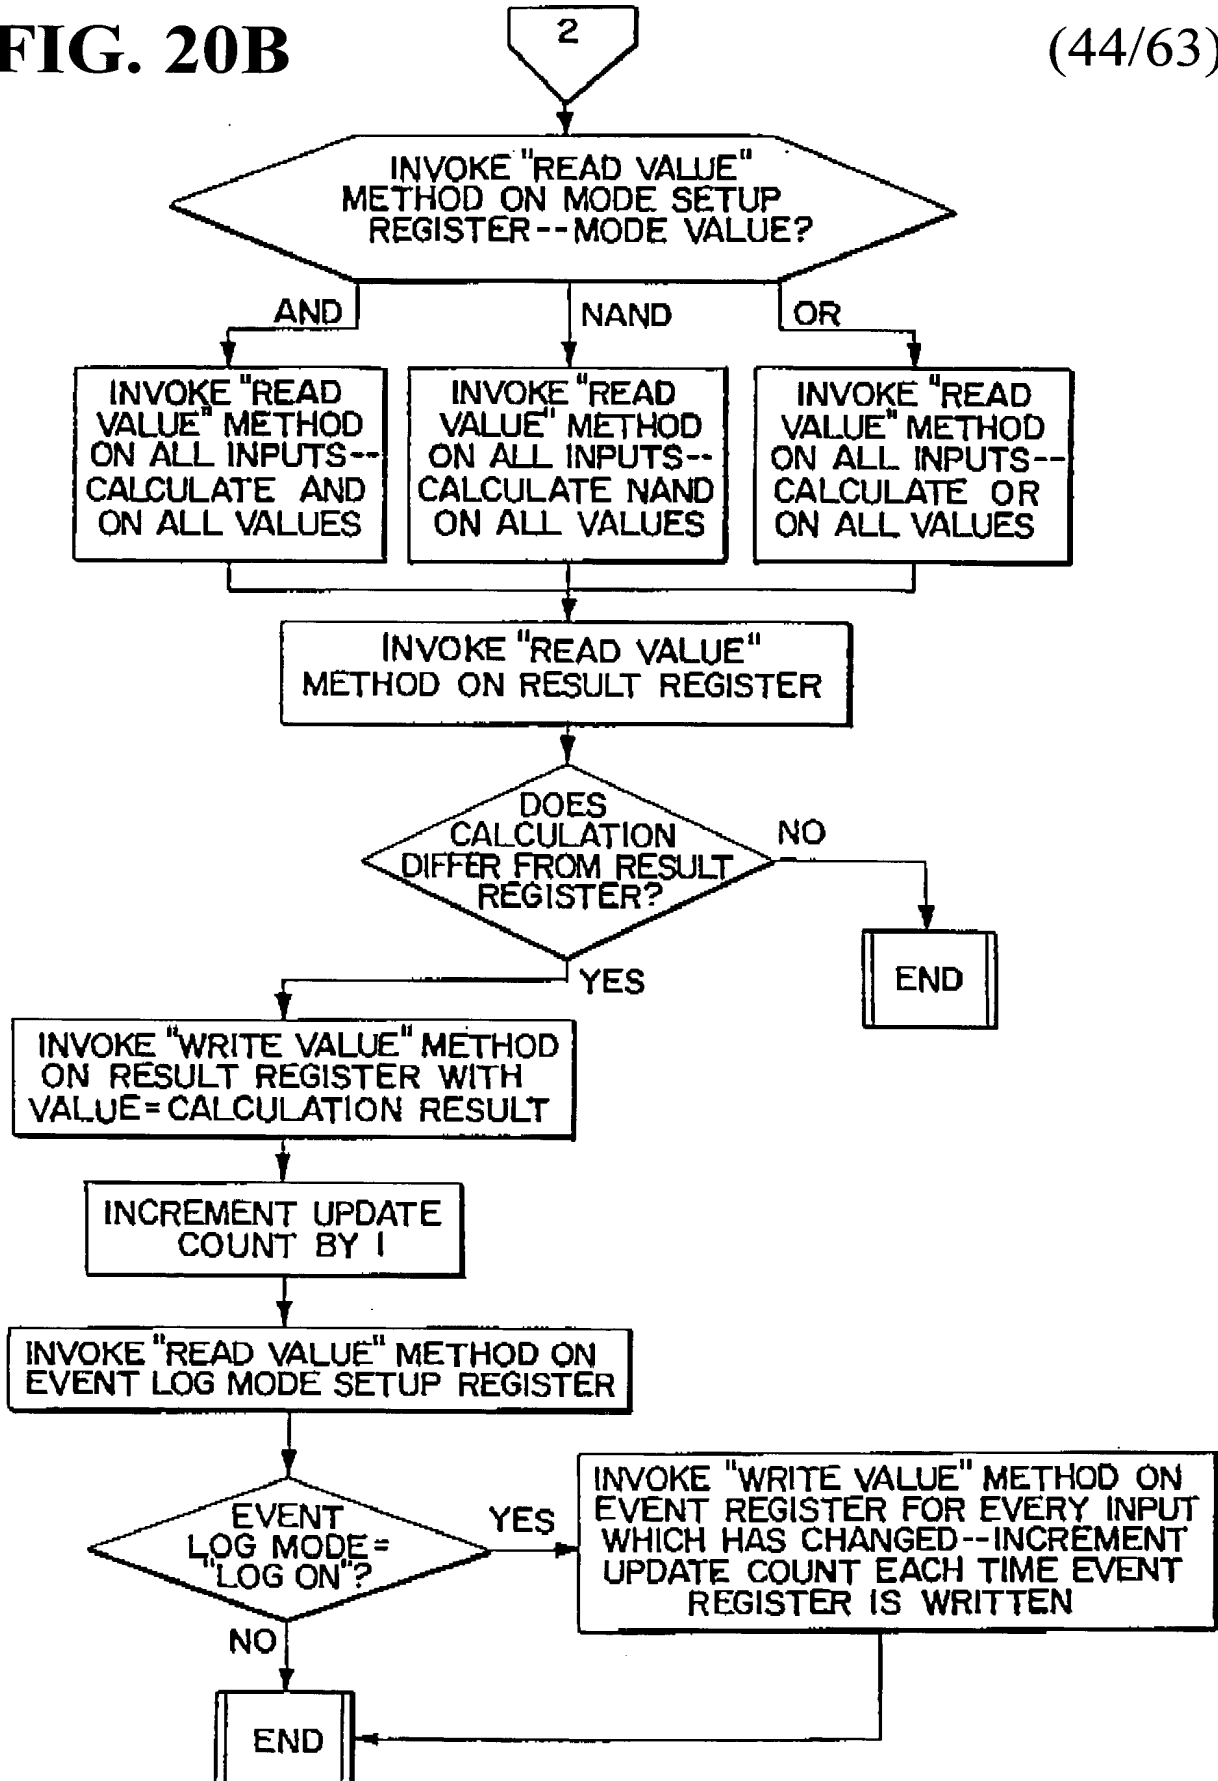 FIG. 20B
(44/63)
2
INVOKE "READ VALUE"
METHOD ON MODE SETUP
REGISTER--MODE VALUE?
AND
NAND
OR
INVOKE "READ
VALUE" METHOD
ON ALL INPUTS--
CALCULATE AND
ON ALL VALUES
INVOKE "READ
VALUE" METHOD
ON ALL INPUTS--
CALCULATE NAND
ON ALL VALUES
INVOKE "READ
VALUE" METHOD
ON ALL INPUTS--
CALCULATE OR
ON ALL VALUES
INVOKE "READ VALUE"
METHOD ON RESULT REGISTER
DOES
CALCULATION
DIFFER FROM RESULT
REGISTER?
NO
END
YES
INVOKE "WRITE VALUE" METHOD
ON RESULT REGISTER WITH
VALUE=CALCULATION RESULT
INCREMENT UPDATE
COUNT BY 1
INVOKE "READ VALUE" METHOD ON
EVENT LOG MODE SETUP REGISTER
EVENT
LOG MODE=
"LOG ON"?
YES
INVOKE "WRITE VALUE" METHOD ON
EVENT REGISTER FOR EVERY INPUT
WHICH HAS CHANGED--INCREMENT
UPDATE COUNT EACH TIME EVENT
REGISTER IS WRITTEN
NO
END